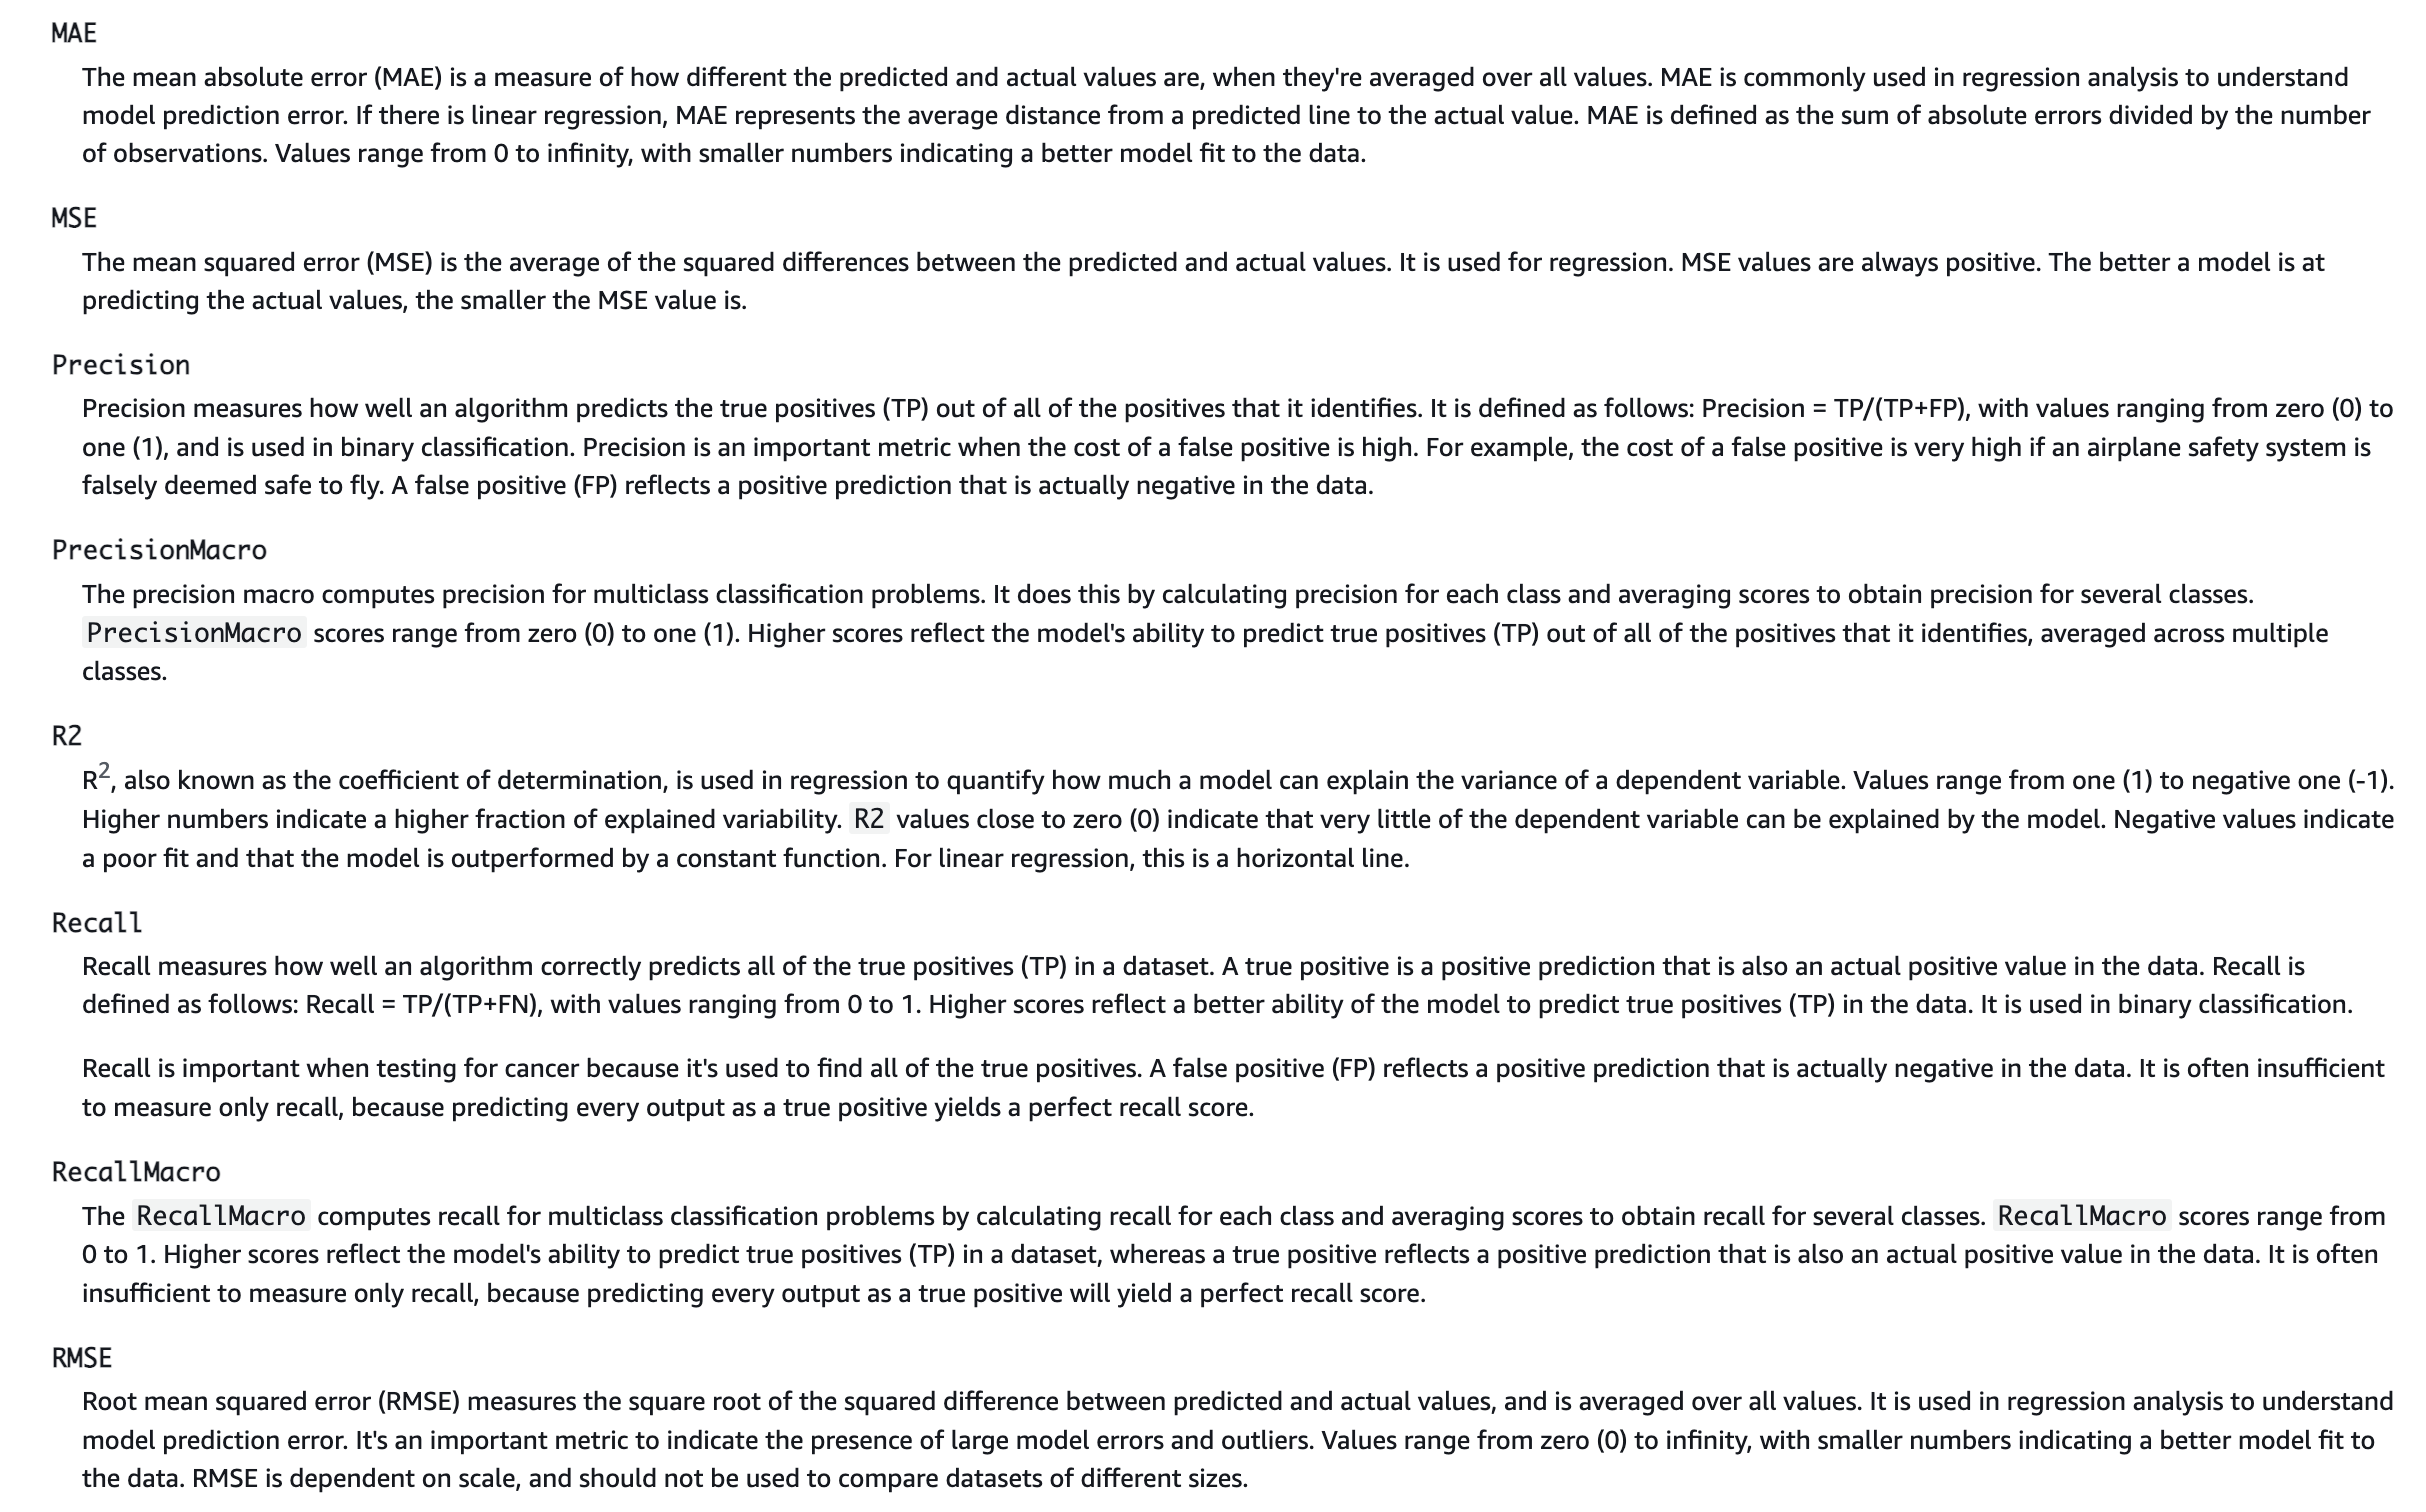 MAE
The mean absolute error (MAE) is a measure of how different the predicted and actual values are, when they're averaged over all values. MAE is commonly used in regression analysis to understand
model prediction error. If there is linear regression, MAE represents the average distance from a predicted line to the actual value. MAE is defined as the sum of absolute errors divided by the number
of observations. Values range from 0 to infinity, with smaller numbers indicating a better model fit to the data.
MSE
The mean squared error (MSE) is the average of the squared differences between the predicted and actual values. It is used for regression. MSE values are always positive. The better a model is at
predicting the actual values, the smaller the MSE value is.
Precision
Precision measures how well an algorithm predicts the true positives (TP) out of all of the positives that it identifies. It is defined as follows: Precision = TP/(TP+FP), with values ranging from zero (0) to
one (1), and is used in binary classification. Precision is an important metric when the cost of a false positive is high. For example, the cost of a false positive is very high if an airplane safety system is
falsely deemed safe to fly. A false positive (FP) reflects a positive prediction that is actually negative in the data.
PrecisionMacro
The precision macro computes precision for multiclass classification problems. It does this by calculating precision for each class and averaging scores to obtain precision for several classes.
PrecisionMacro scores range from zero (0) to one (1). Higher scores reflect the model's ability to predict true positives (TP) out of all of the positives that it identifies, averaged across multiple
classes.
R2
R², also known as the coefficient of determination, is used in regression to quantify how much a model can explain the variance of a dependent variable. Values range from one (1) to negative one (-1).
Higher numbers indicate a higher fraction of explained variability. R2 values close to zero (0) indicate that very little of the dependent variable can be explained by the model. Negative values indicate
a poor fit and that the model is outperformed by a constant function. For linear regression, this is a horizontal line.
Recall
Recall measures how well an algorithm correctly predicts all of the true positives (TP) in a dataset. A true positive is a positive prediction that is also an actual positive value in the data. Recall is
defined as follows: Recall = TP/(TP+FN), with values ranging from 0 to 1. Higher scores reflect a better ability of the model to predict true positives (TP) in the data. It is used in binary classification.
Recall is important when testing for cancer because it's used to find all of the true positives. A false positive (FP) reflects a positive prediction that is actually negative in the data. It is often insufficient
to measure only recall, because predicting every output as a true positive yields a perfect recall score.
RecallMacro
The RecallMacro computes recall for multiclass classification problems by calculating recall for each class and averaging scores to obtain recall for several classes. RecallMacro scores range from
0 to 1. Higher scores reflect the model's ability to predict true positives (TP) in a dataset, whereas a true positive reflects a positive prediction that is also an actual positive value in the data. It is often
insufficient to measure only recall, because predicting every output as a true positive will yield a perfect recall score.
RMSE
Root mean squared error (RMSE) measures the square root of the squared difference between predicted and actual values, and is averaged over all values. It is used in regression analysis to understand
model prediction error. It's an important metric to indicate the presence of large model errors and outliers. Values range from zero (0) to infinity, with smaller numbers indicating a better model fit to
the data. RMSE is dependent on scale, and should not be used to compare datasets of different sizes.